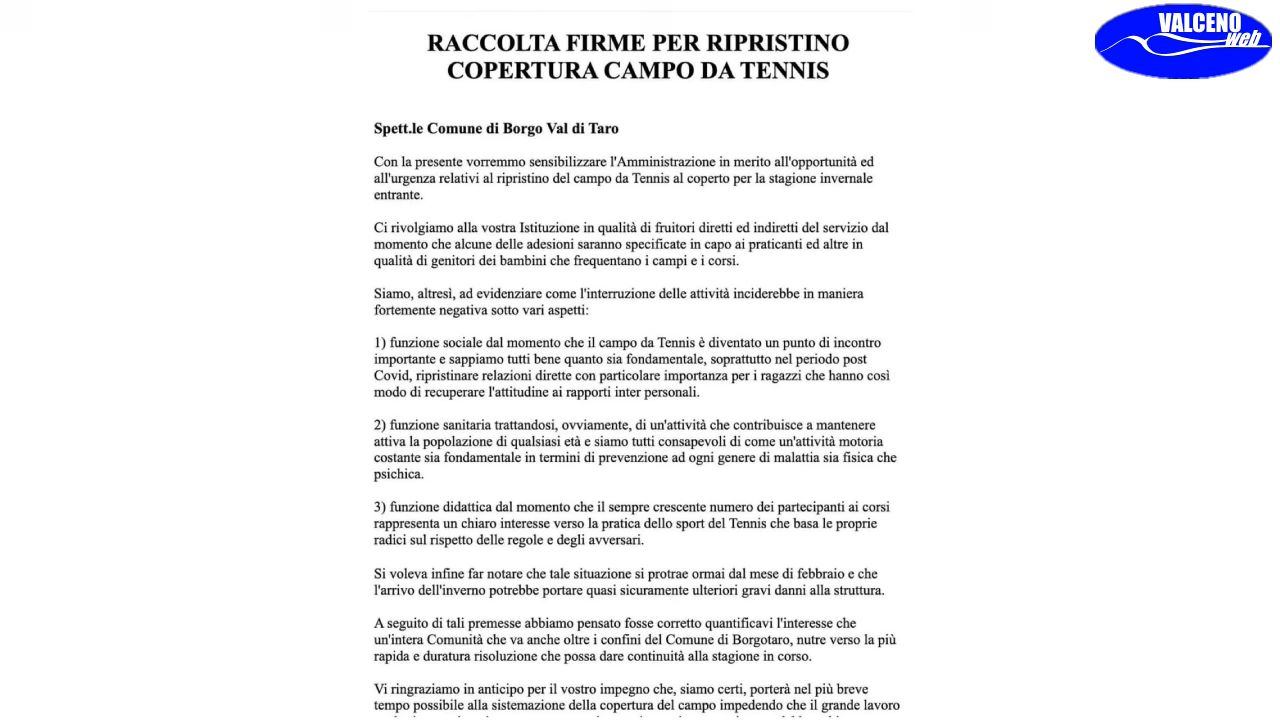 VALCENO
web
RACCOLTA FIRME PER RIPRISTINO
COPERTURA CAMPO DA TENNIS
Spett.le Comune di Borgo Val di Taro
Con la presente vorremmo sensibilizzare l'Amministrazione in merito all'opportunità ed
all'urgenza relativi al ripristino del campo da Tennis al coperto per la stagione invernale
entrante.
Ci rivolgiamo alla vostra Istituzione in qualità di fruitori diretti ed indiretti del servizio dal
momento che alcune delle adesioni saranno specificate in capo ai praticanti ed altre in
qualità di genitori dei bambini che frequentano i campi e i corsi.
Siamo, altresì, ad evidenziare come l'interruzione delle attività inciderebbe in maniera
fortemente negativa sotto vari aspetti:
1) funzione sociale dal momento che il campo da Tennis è diventato un punto di incontro
importante e sappiamo tutti bene quanto sia fondamentale, soprattutto nel periodo post
Covid, ripristinare relazioni dirette con particolare importanza per i ragazzi che hanno così
modo di recuperare l'attitudine ai rapporti inter personali.
2) funzione sanitaria trattandosi, ovviamente, di un'attività che contribuisce a mantenere
attiva la popolazione di qualsiasi età e siamo tutti consapevoli di come un'attività motoria
costante sia fondamentale in termini di prevenzione ad ogni genere di malattia sia fisica che
psichica.
3) funzione didattica dal momento che il sempre crescente numero dei partecipanti ai corsi
rappresenta un chiaro interesse verso la pratica dello sport del Tennis che basa le proprie
radici sul rispetto delle regole e degli avversari.
Si voleva infine far notare che tale situazione si protrae ormai dal mese di febbraio e che
l'arrivo dell'inverno potrebbe portare quasi sicuramente ulteriori gravi danni alla struttura.
A seguito di tali premesse abbiamo pensato fosse corretto quantificavi l'interesse che
un'intera Comunità che va anche oltre i confini del Comune di Borgotaro, nutre verso la più
rapida e duratura risoluzione che possa dare continuità alla stagione in corso.
Vi ringraziamo in anticipo per il vostro impegno che, siamo certi, porterà nel più breve
tempo possibile alla sistemazione della copertura del campo impedendo che il grande lavoro